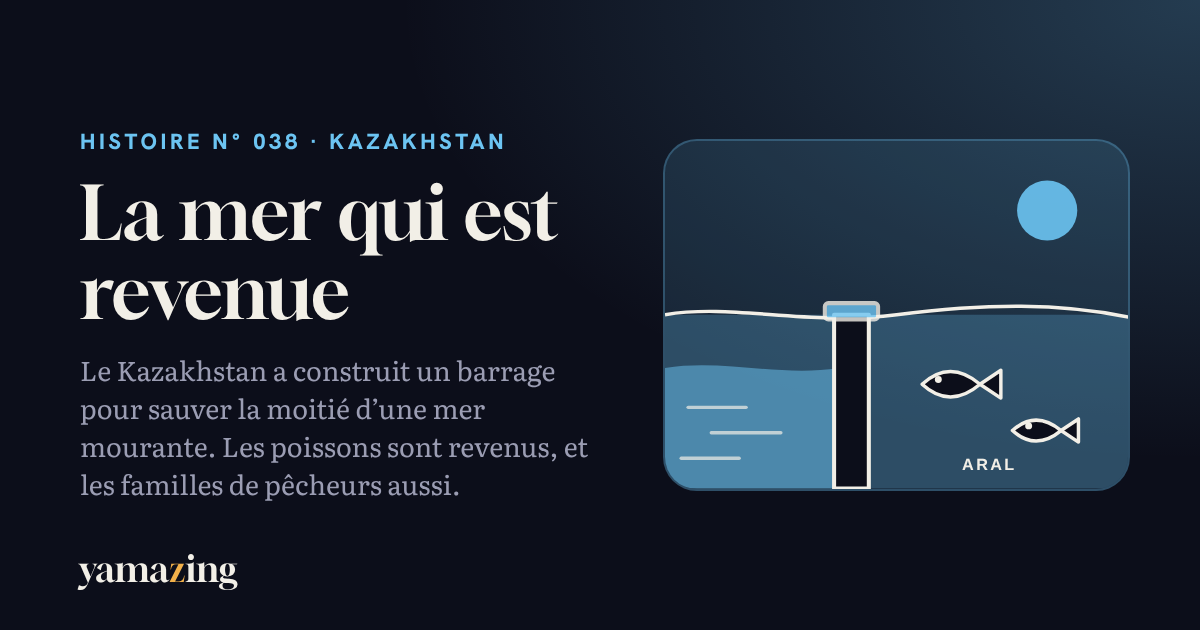 HISTOIRE N° 038 · KAZAKHSTAN
La mer qui est
revenue
Le Kazakhstan a construit un barrage
pour sauver la moitié d’une mer
mourante. Les poissons sont revenus, et
les familles de pêcheurs aussi.
ARAL
yamazing